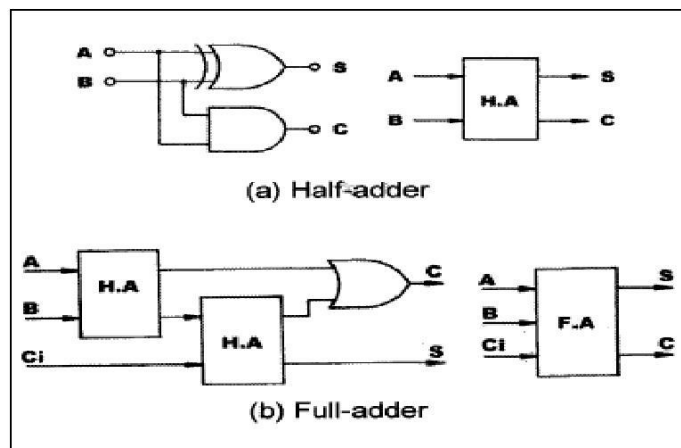 A S
B C
A H.A S
B C
(a) Half-adder
A H.A C
B H.A
Ci S
A S
B F.A
Ci C
(b) Full-adder